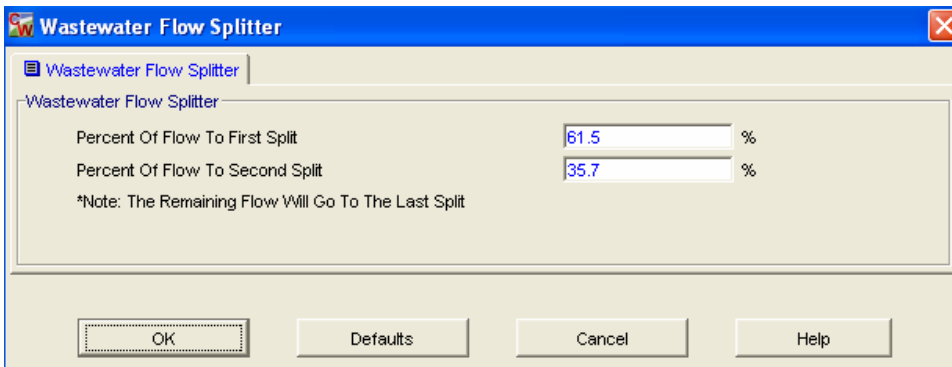 CW Wastewater Flow Splitter
Wastewater Flow Splitter
Wastewater Flow Splitter
Percent Of Flow To First Split 61.5 %
Percent Of Flow To Second Split 35.7 %
*Note: The Remaining Flow Will Go To The Last Split
OK Defaults Cancel Help